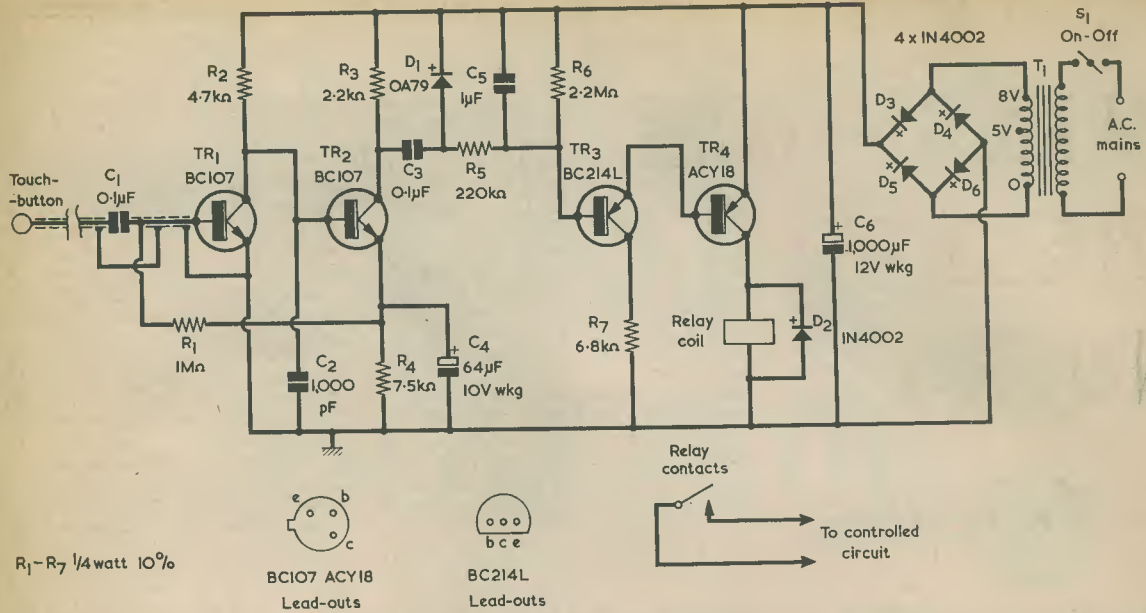 R2
4.7kΩ
R3
2.2kΩ
D1
OA79
+
C5
1μF
R6
2.2MΩ
4 x IN4002
S1
On-Off
T1
8V
5V
O
A.C.
mains
D3
D4
D5
D6
Touch-
-button
C1
0.1μF
TR1
BC107
TR2
BC107
C3
0.1μF
R5
220kΩ
TR3
BC214L
TR4
ACY18
+
C6
1,000μF
12V wkg
R1
1MΩ
C2
1,000
pF
R4
7.5kΩ
+
C4
64μF
10V wkg
R7
6.8kΩ
Relay
coil
+
D2
IN4002
Relay
contacts
To controlled
circuit
R1-R7 1/4 watt 10%
e
b
c
BC107 ACY18
Lead-outs
b c e
BC214L
Lead-outs